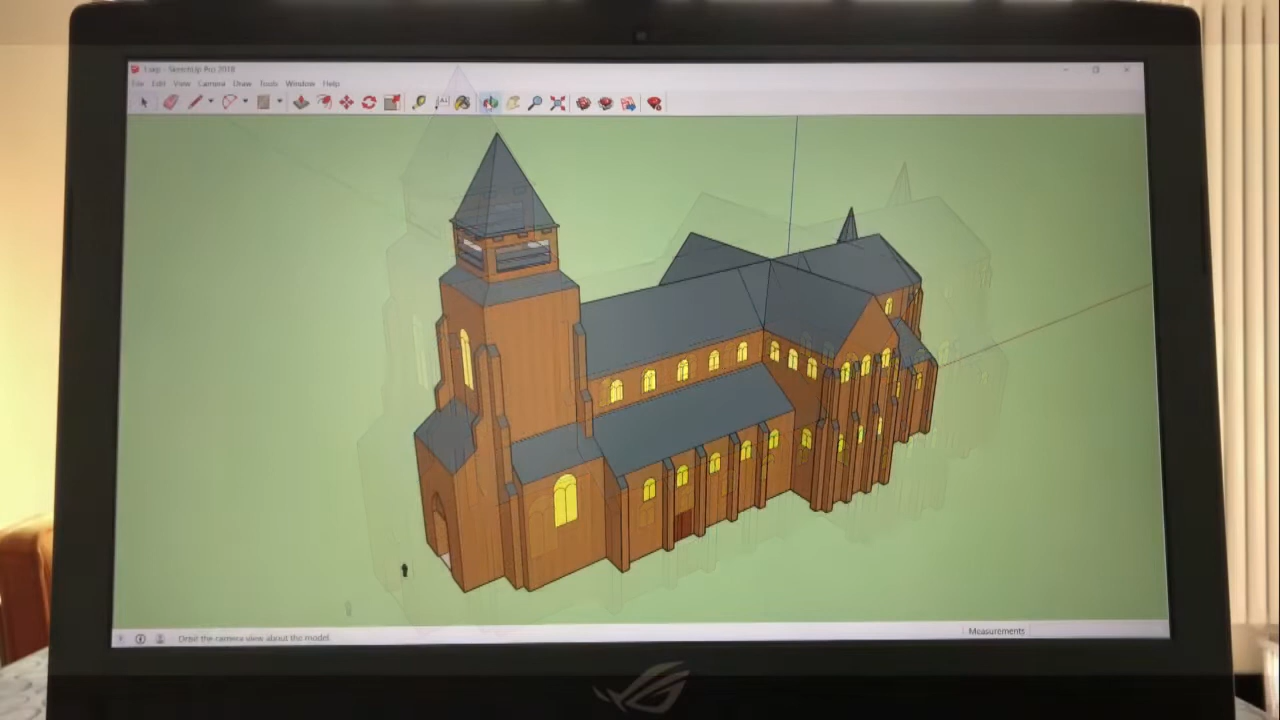 SketchUp Pro 2018
File Edit View Camera Draw Tools Window Help
Orbit the camera view about the model.
Measurements